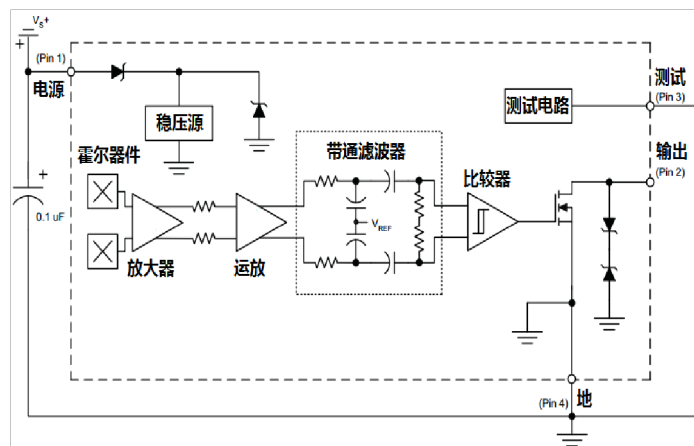 Vs+
(Pin 1)
电源
稳压源
测试电路
测试
(Pin 3)
霍尔器件
带通滤波器
比较器
输出
(Pin 2)
0.1 uF
VREF
放大器
运放
(Pin 4)
地